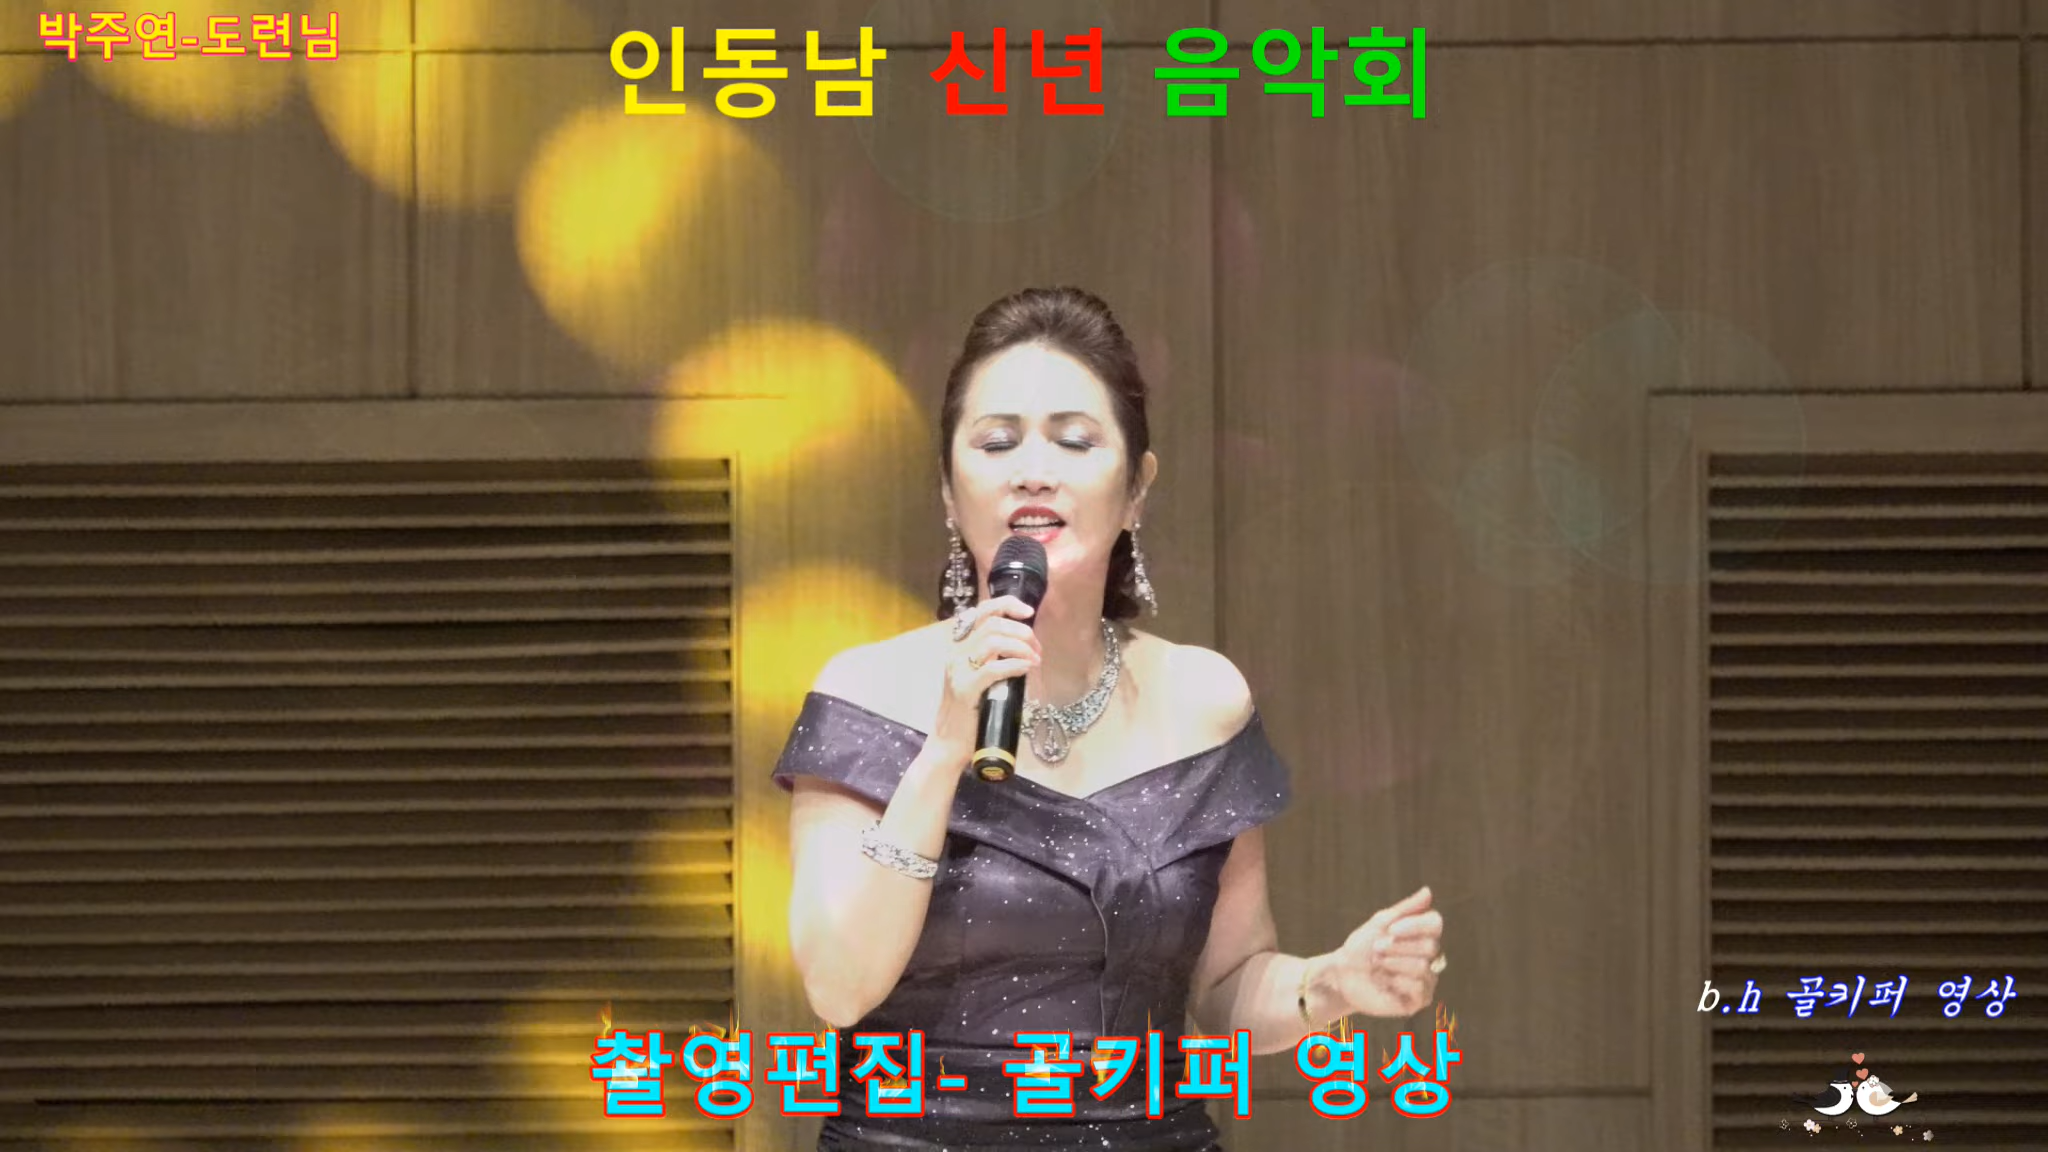 박주연-도련님
인동남 신년 음악회
b.h 골키퍼 영상
촬영편집- 골키퍼 영상